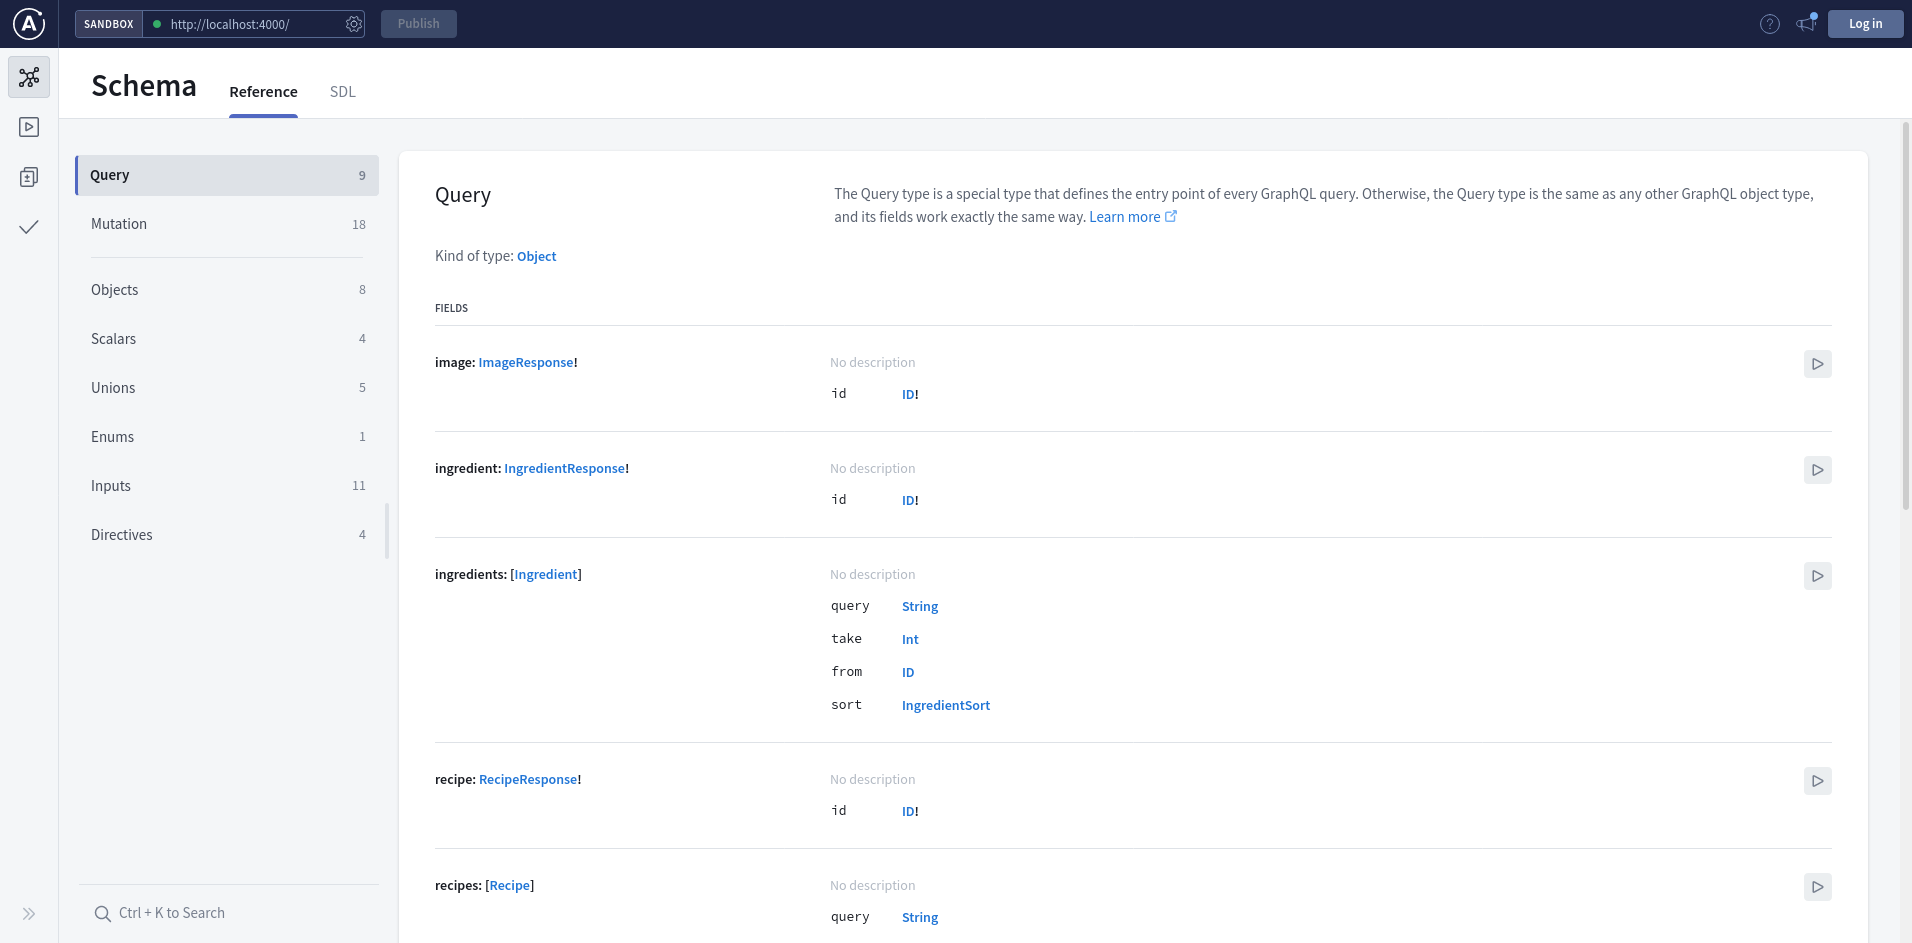 A
SANDBOX http://localhost:4000/ Publish ? Log in
Schema Reference SDL
Query 9
Mutation 18
Objects 8
Scalars 4
Unions 5
Enums 1
Inputs 11
Directives 4
Ctrl + K to Search
Query
The Query type is a special type that defines the entry point of every GraphQL query. Otherwise, the Query type is the same as any other GraphQL object type,
and its fields work exactly the same way. Learn more
Kind of type: Object
FIELDS
image: ImageResponse! No description
id ID!
ingredient: IngredientResponse! No description
id ID!
ingredients: [Ingredient] No description
query String
take Int
from ID
sort IngredientSort
recipe: RecipeResponse! No description
id ID!
recipes: [Recipe] No description
query String